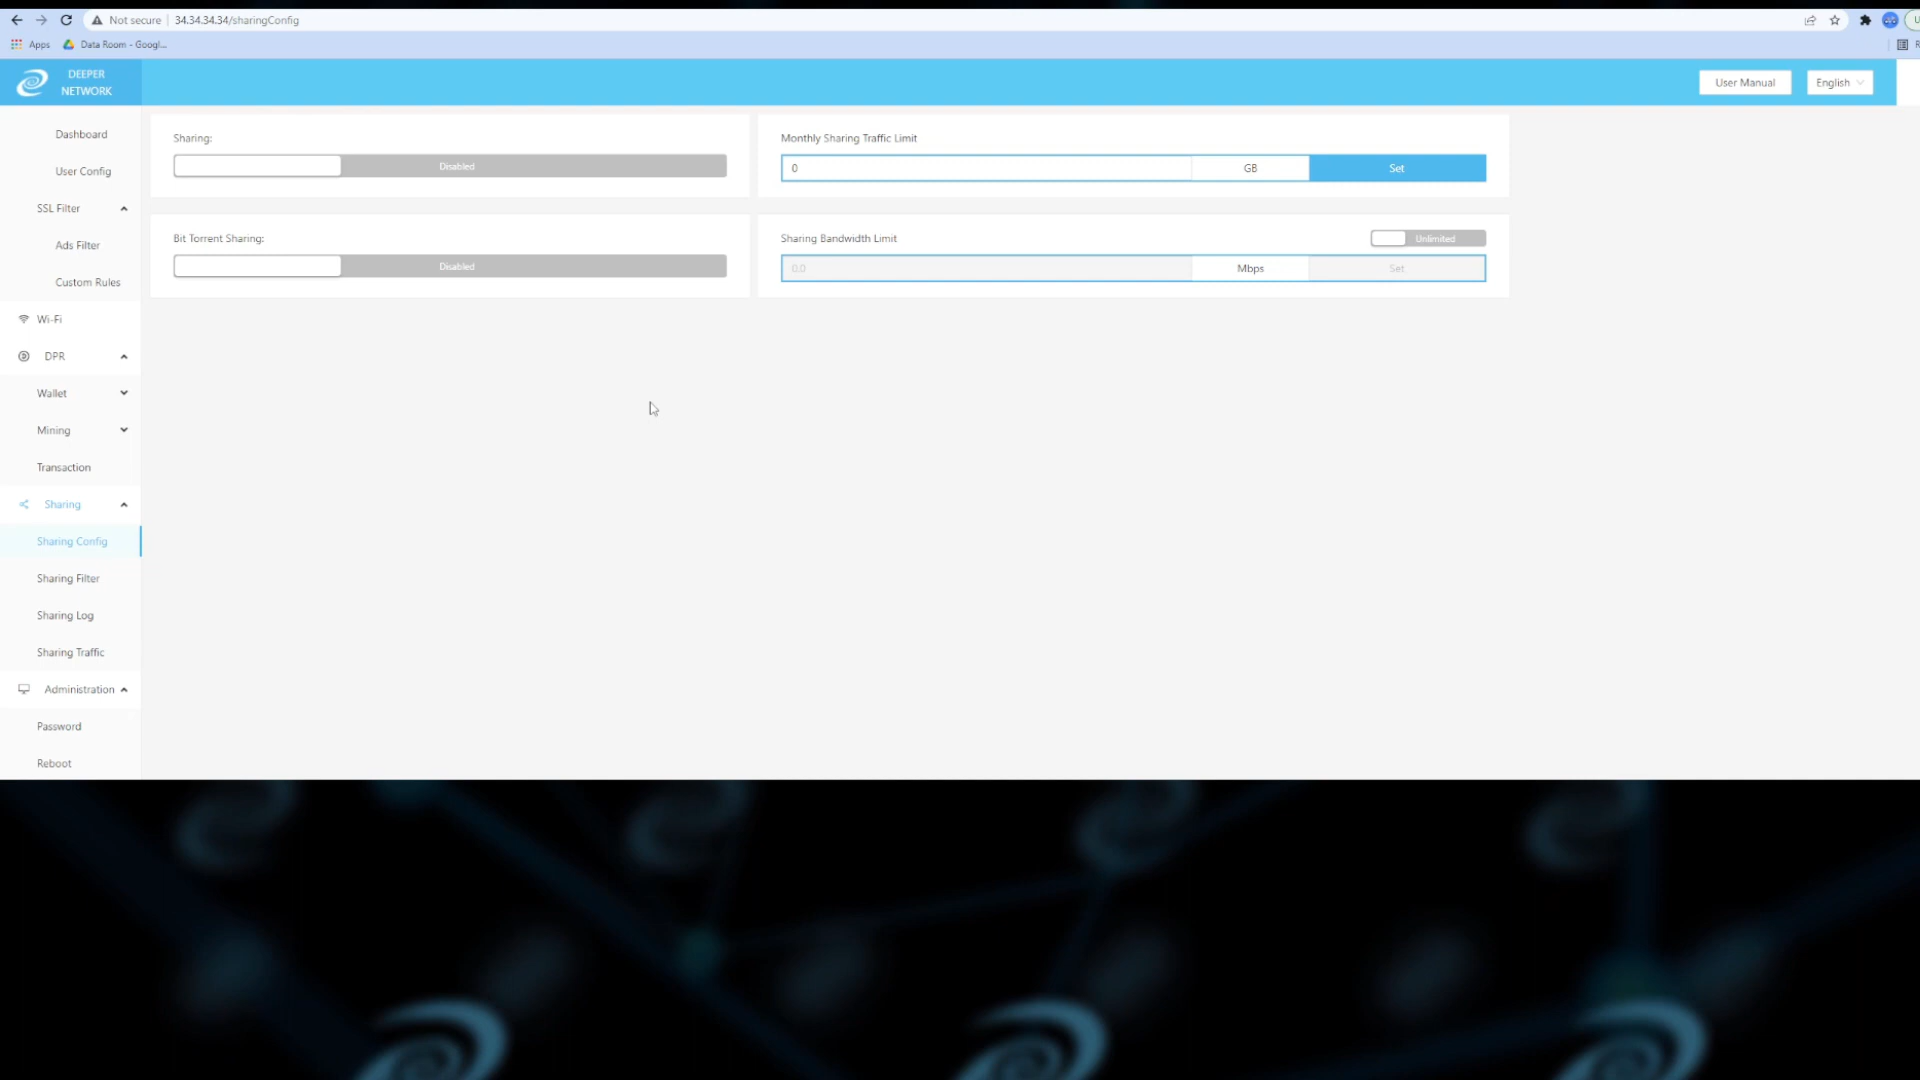 Not secure
34.34.34.34/sharingConfig
Apps
Data Room - Googl...
DEEPER
NETWORK
User Manual
English
Dashboard
User Config
SSL Filter
Ads Filter
Custom Rules
Wi-Fi
DPR
Wallet
Mining
Transaction
Sharing
Sharing Config
Sharing Filter
Sharing Log
Sharing Traffic
Administration
Password
Reboot
Sharing:
Disabled
Monthly Sharing Traffic Limit
0 GB Set
Bit Torrent Sharing:
Disabled
Sharing Bandwidth Limit
Unlimited
0.0 Mbps Set